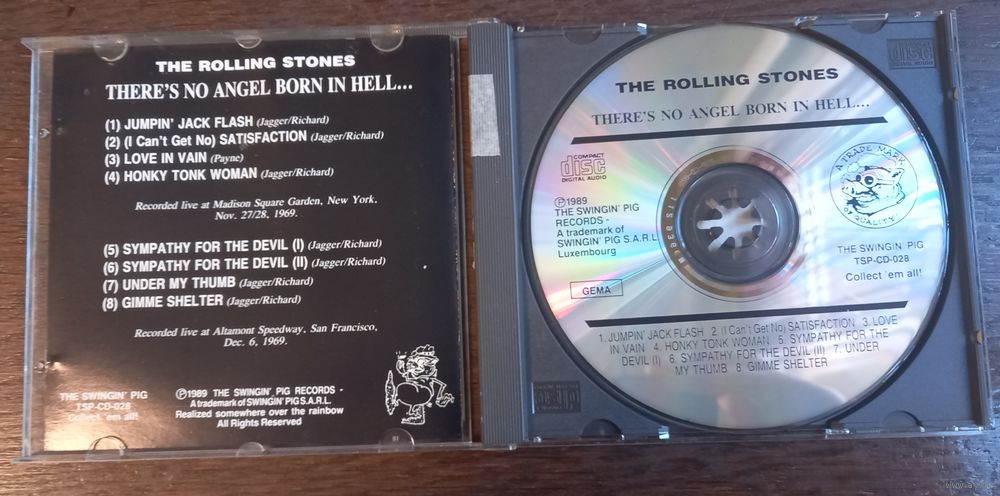 THE ROLLING STONES
THERE'S NO ANGEL BORN IN HELL...
(1) JUMPIN' JACK FLASH (Jagger/Richard)
(2) (I Can't Get No) SATISFACTION (Jagger/Richard)
(3) LOVE IN VAIN (Payne)
(4) HONKY TONK WOMAN (Jagger/Richard)
Recorded live at Madison Square Garden, New York,
Nov. 27/28, 1969.
(5) SYMPATHY FOR THE DEVIL (I) (Jagger/Richard)
(6) SYMPATHY FOR THE DEVIL (II) (Jagger/Richard)
(7) UNDER MY THUMB (Jagger/Richard)
(8) GIMME SHELTER (Jagger/Richard)
Recorded live at Altamont Speedway, San Francisco,
Dec. 6, 1969.
THE SWINGIN' PIG
TSP-CD-028
Collect 'em all!
℗1989 THE SWINGIN' PIG RECORDS -
A trademark of SWINGIN' PIG S.A.R.L.
Realized somewhere over the rainbow
All Rights Reserved
THE ROLLING STONES
THERE'S NO ANGEL BORN IN HELL...
COMPACT
disc
DIGITAL AUDIO
℗1989
THE SWINGIN' PIG
RECORDS -
A trademark of
SWINGIN' PIG S.A.R.L.
Luxembourg
GEMA
A TRADE MARK
OF QUALITY
THE SWINGIN' PIG
TSP-CD-028
Collect 'em all!
1. JUMPIN' JACK FLASH 2. (I Can't Get No) SATISFACTION 3. LOVE
IN VAIN 4. HONKY TONK WOMAN 5. SYMPATHY FOR THE
DEVIL (I) 6. SYMPATHY FOR THE DEVIL (II) 7. UNDER
MY THUMB 8. GIMME SHELTER
disc